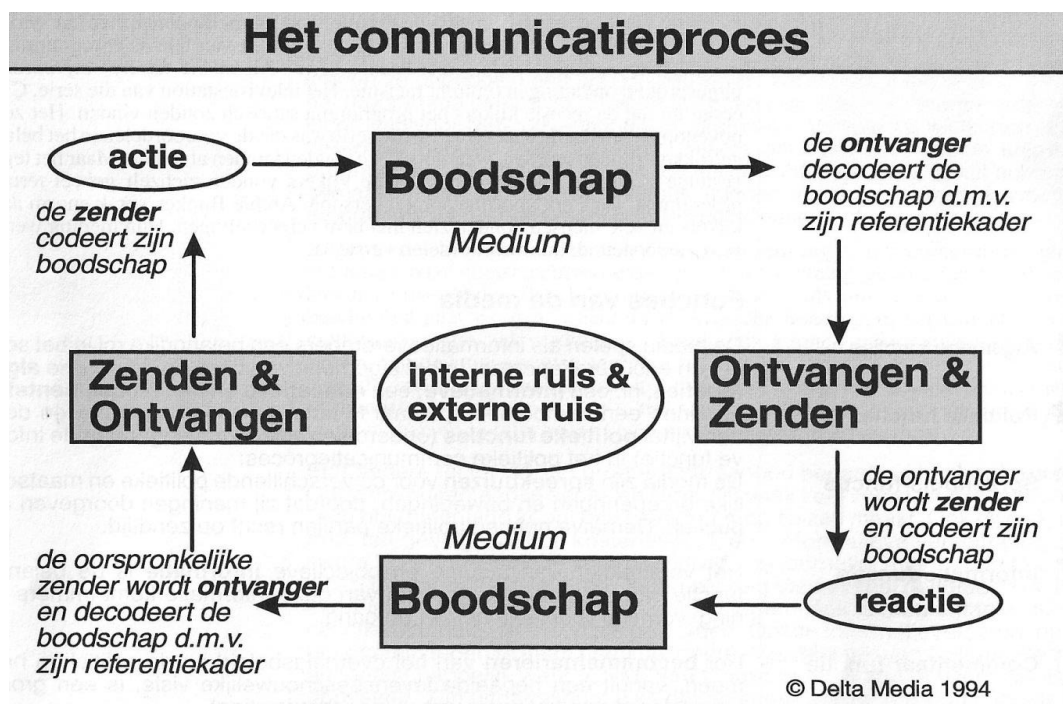 Het communicatieproces
actie
de zender
codeert zijn
boodschap
Boodschap
Medium
de ontvanger
decodeert de
boodschap d.m.v.
zijn referentiekader
Zenden &
Ontvangen
interne ruis &
externe ruis
Ontvangen &
Zenden
de ontvanger
wordt zender
en codeert zijn
boodschap
reactie
Medium
Boodschap
de oorspronkelijke
zender wordt ontvanger
en decodeert de
boodschap d.m.v.
zijn referentiekader
© Delta Media 1994